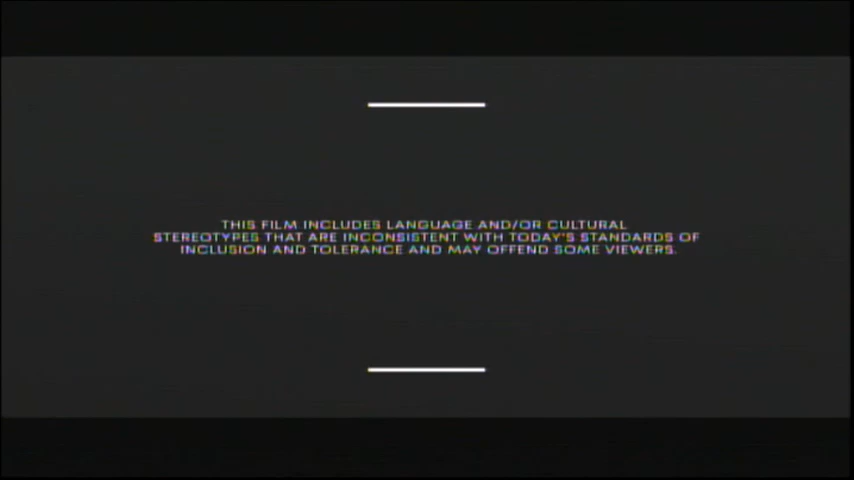 THIS FILM INCLUDES LANGUAGE AND/OR CULTURAL
STEREOTYPES THAT ARE INCONSISTENT WITH TODAY'S STANDARDS OF
INCLUSION AND TOLERANCE AND MAY OFFEND SOME VIEWERS.